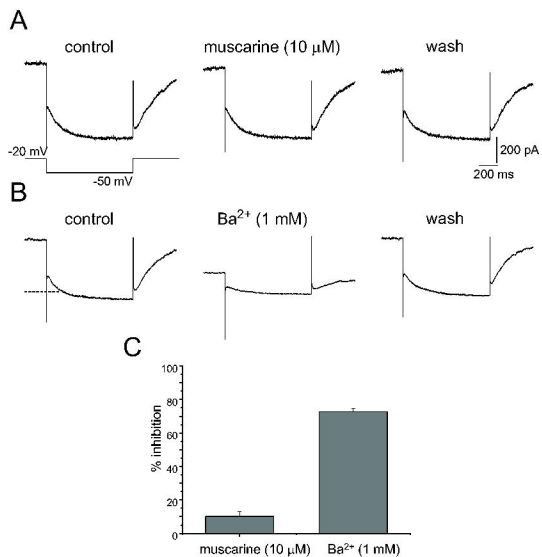 A
control
muscarine (10 µM)
wash
-20 mV
-50 mV
200 pA
200 ms
B
control
Ba²⁺ (1 mM)
wash
C
100
80
60
40
20
0
% inhibition
muscarine (10 µM)
Ba²⁺ (1 mM)